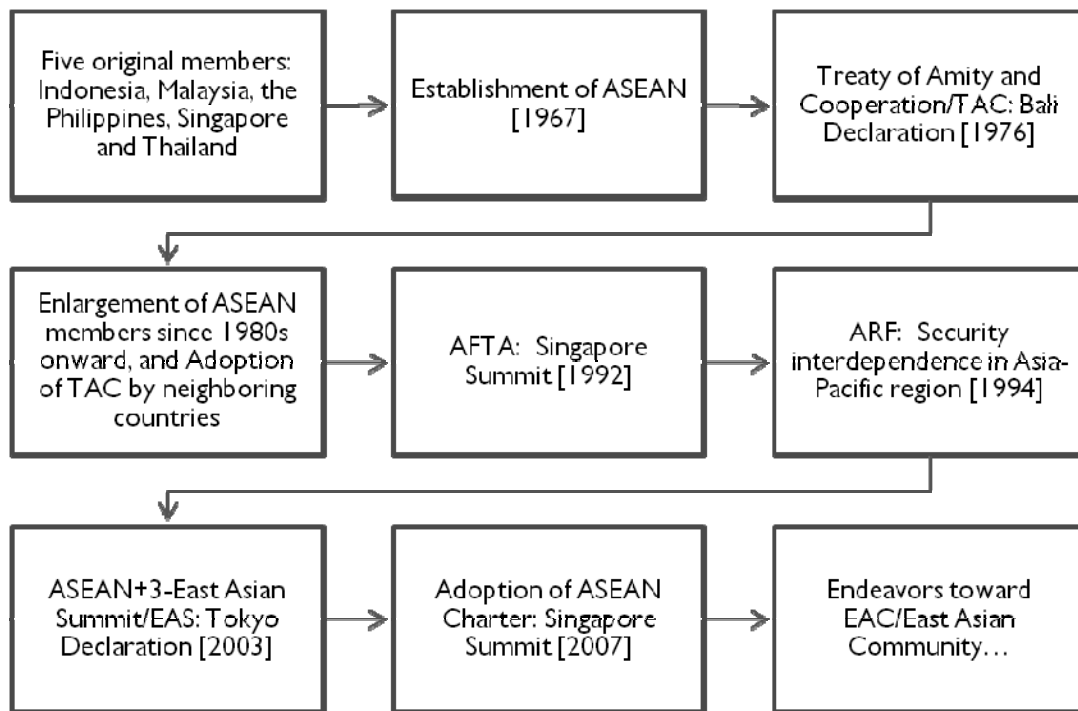 Five original members:
Indonesia, Malaysia, the
Philippines, Singapore
and Thailand
Establishment of ASEAN
[1967]
Treaty of Amity and
Cooperation/TAC: Bali
Declaration [1976]
Enlargement of ASEAN
members since 1980s
onward, and Adoption
of TAC by neighboring
countries
AFTA: Singapore
Summit [1992]
ARF: Security
interdependence in Asia-
Pacific region [1994]
ASEAN+3-East Asian
Summit/EAS: Tokyo
Declaration [2003]
Adoption of ASEAN
Charter: Singapore
Summit [2007]
Endeavors toward
EAC/East Asian
Community...